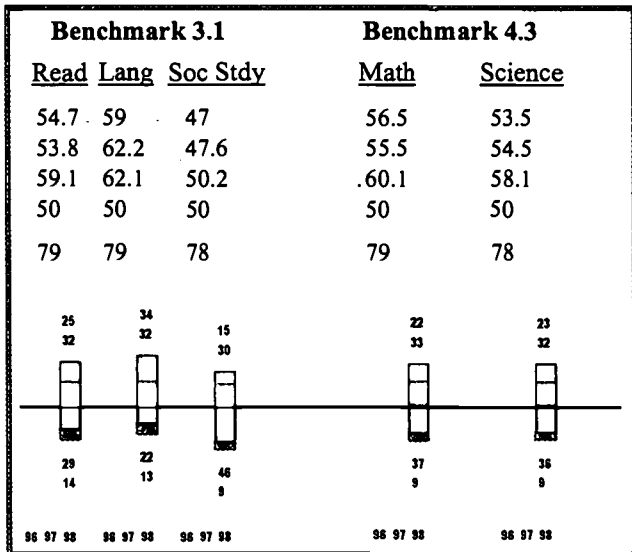 Benchmark 3.1 Benchmark 4.3
Read Lang Soc Stdy Math Science
54.7 59 47 56.5 53.5
53.8 62.2 47.6 55.5 54.5
59.1 62.1 50.2 .60.1 58.1
50 50 50 50 50
79 79 78 79 78
25 34 15 22 23
32 32 30 33 32
29 22 46 37 36
14 13 9 9 9
96 97 98 96 97 98 96 97 98 96 97 98 96 97 98